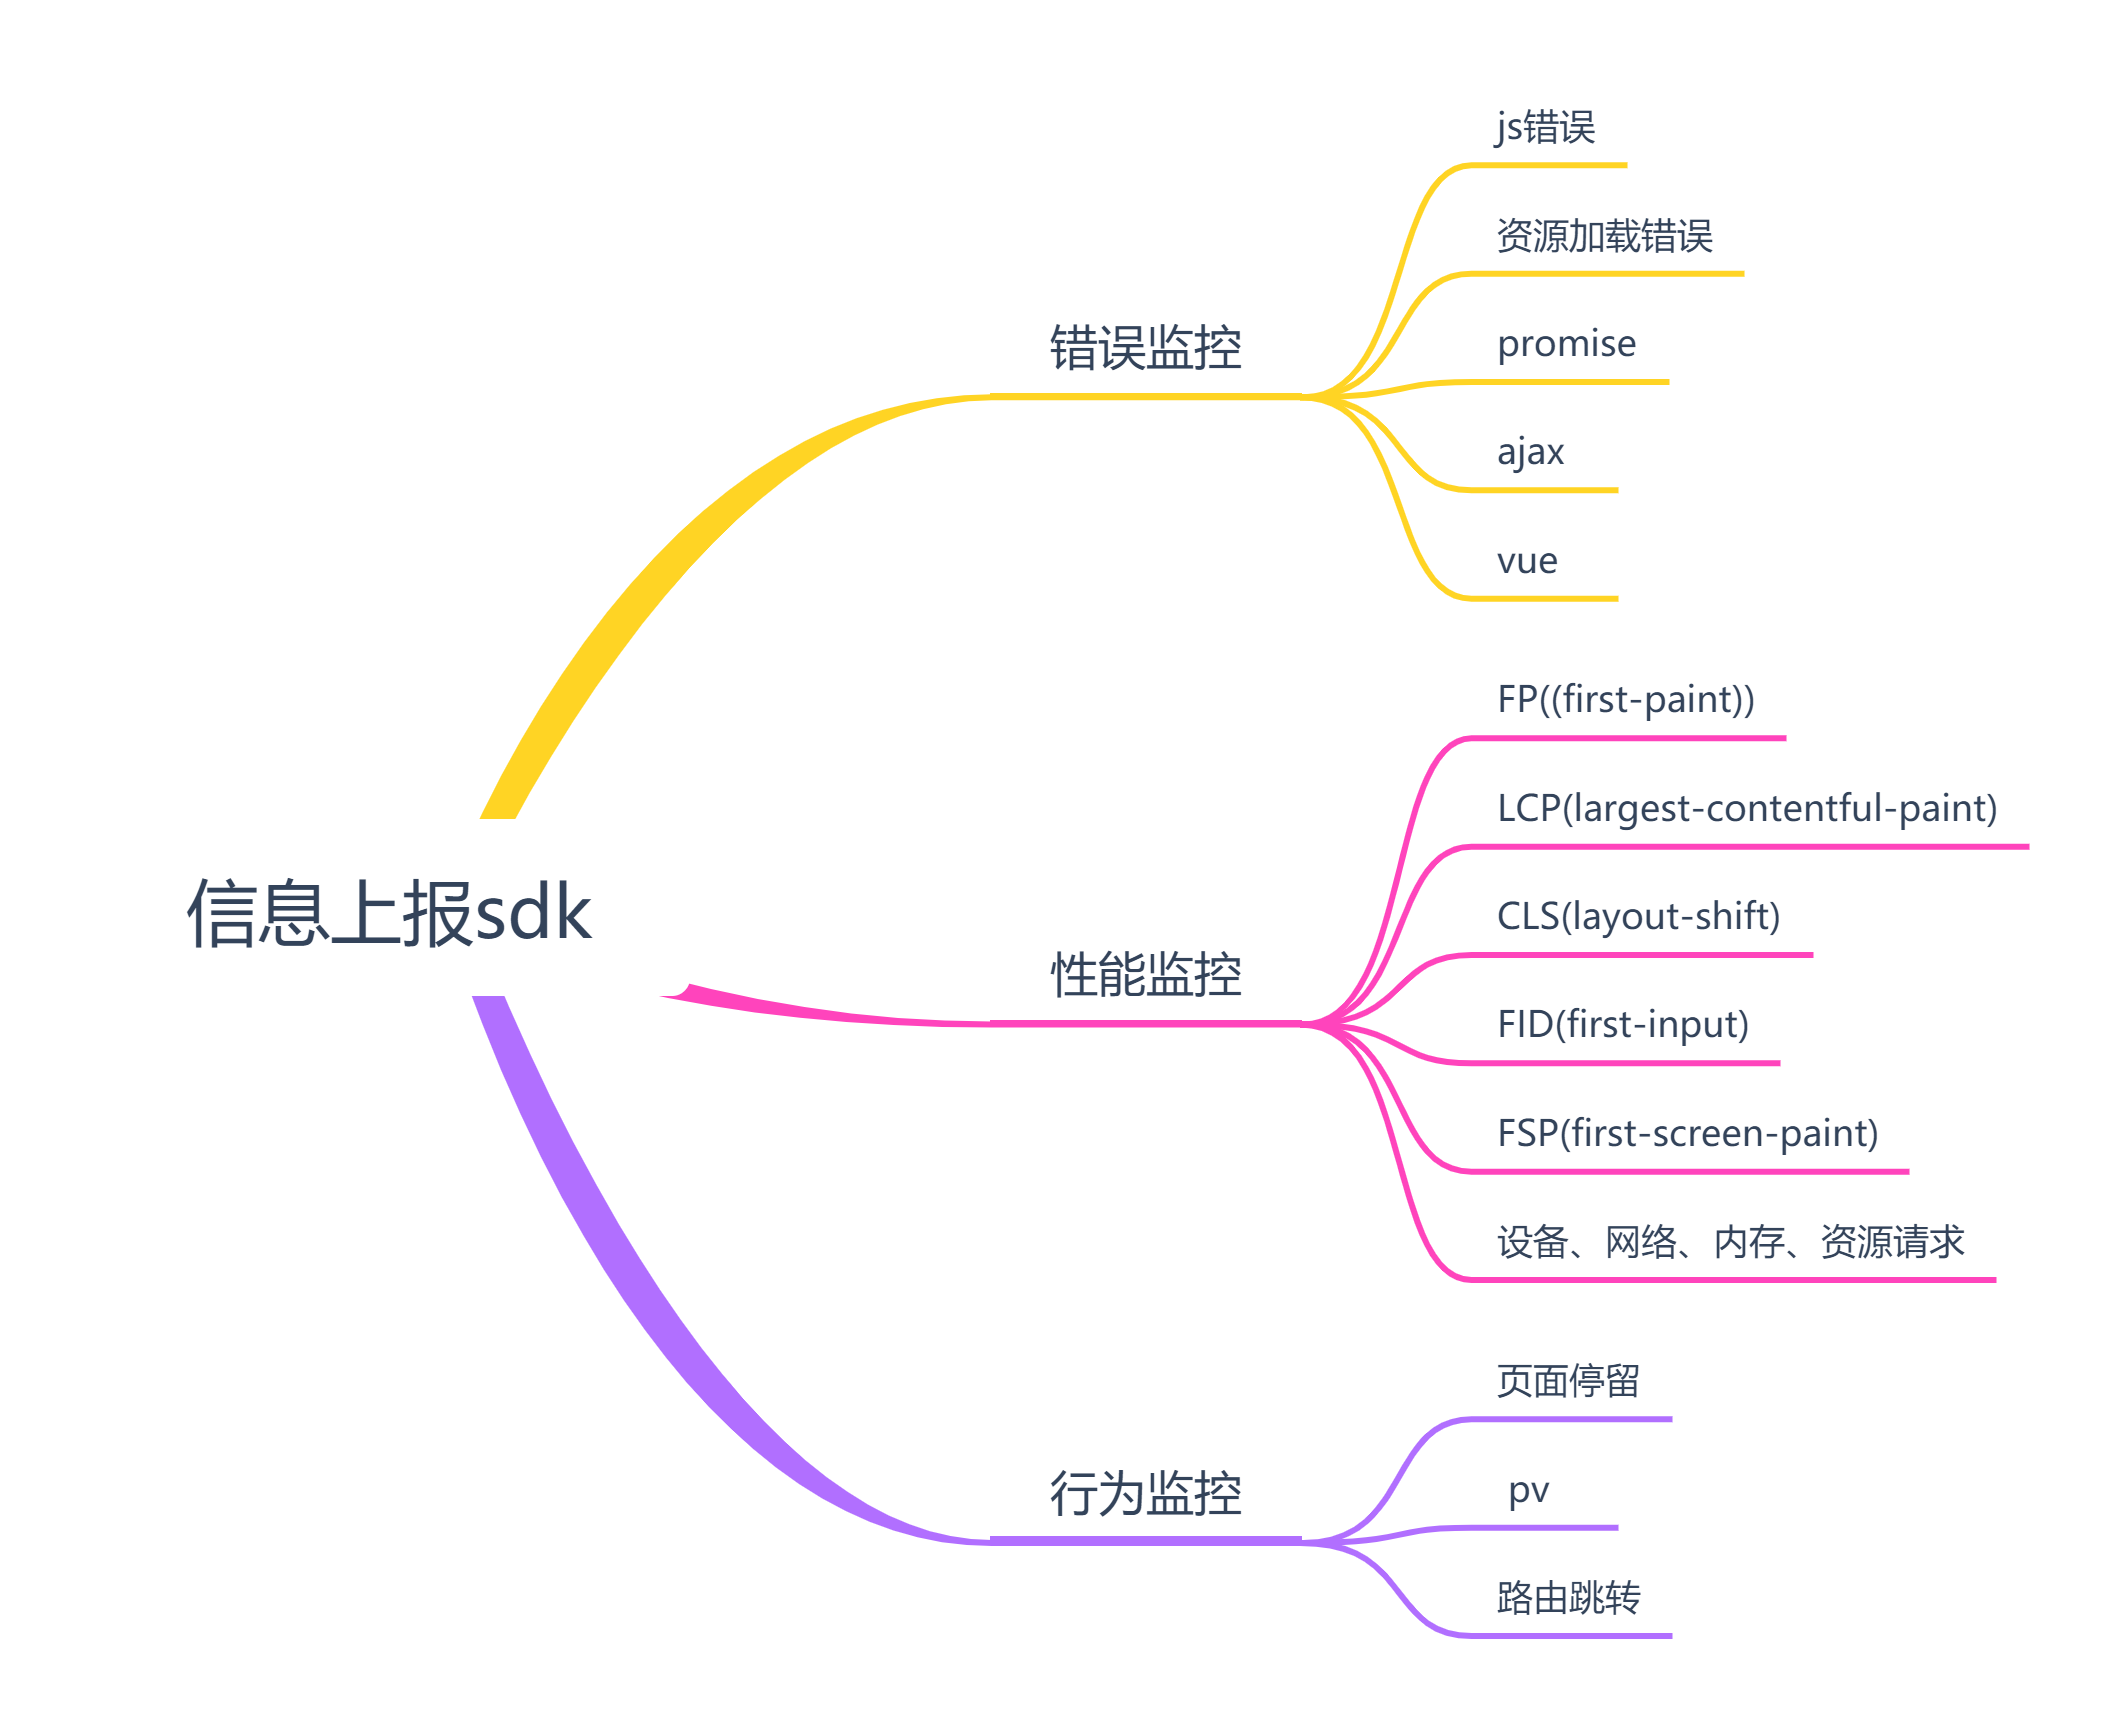 信息上报sdk
错误监控
js错误
资源加载错误
promise
ajax
vue
性能监控
FP((first-paint))
LCP(largest-contentful-paint)
CLS(layout-shift)
FID(first-input)
FSP(first-screen-paint)
设备、网络、内存、资源请求
行为监控
页面停留
pv
路由跳转